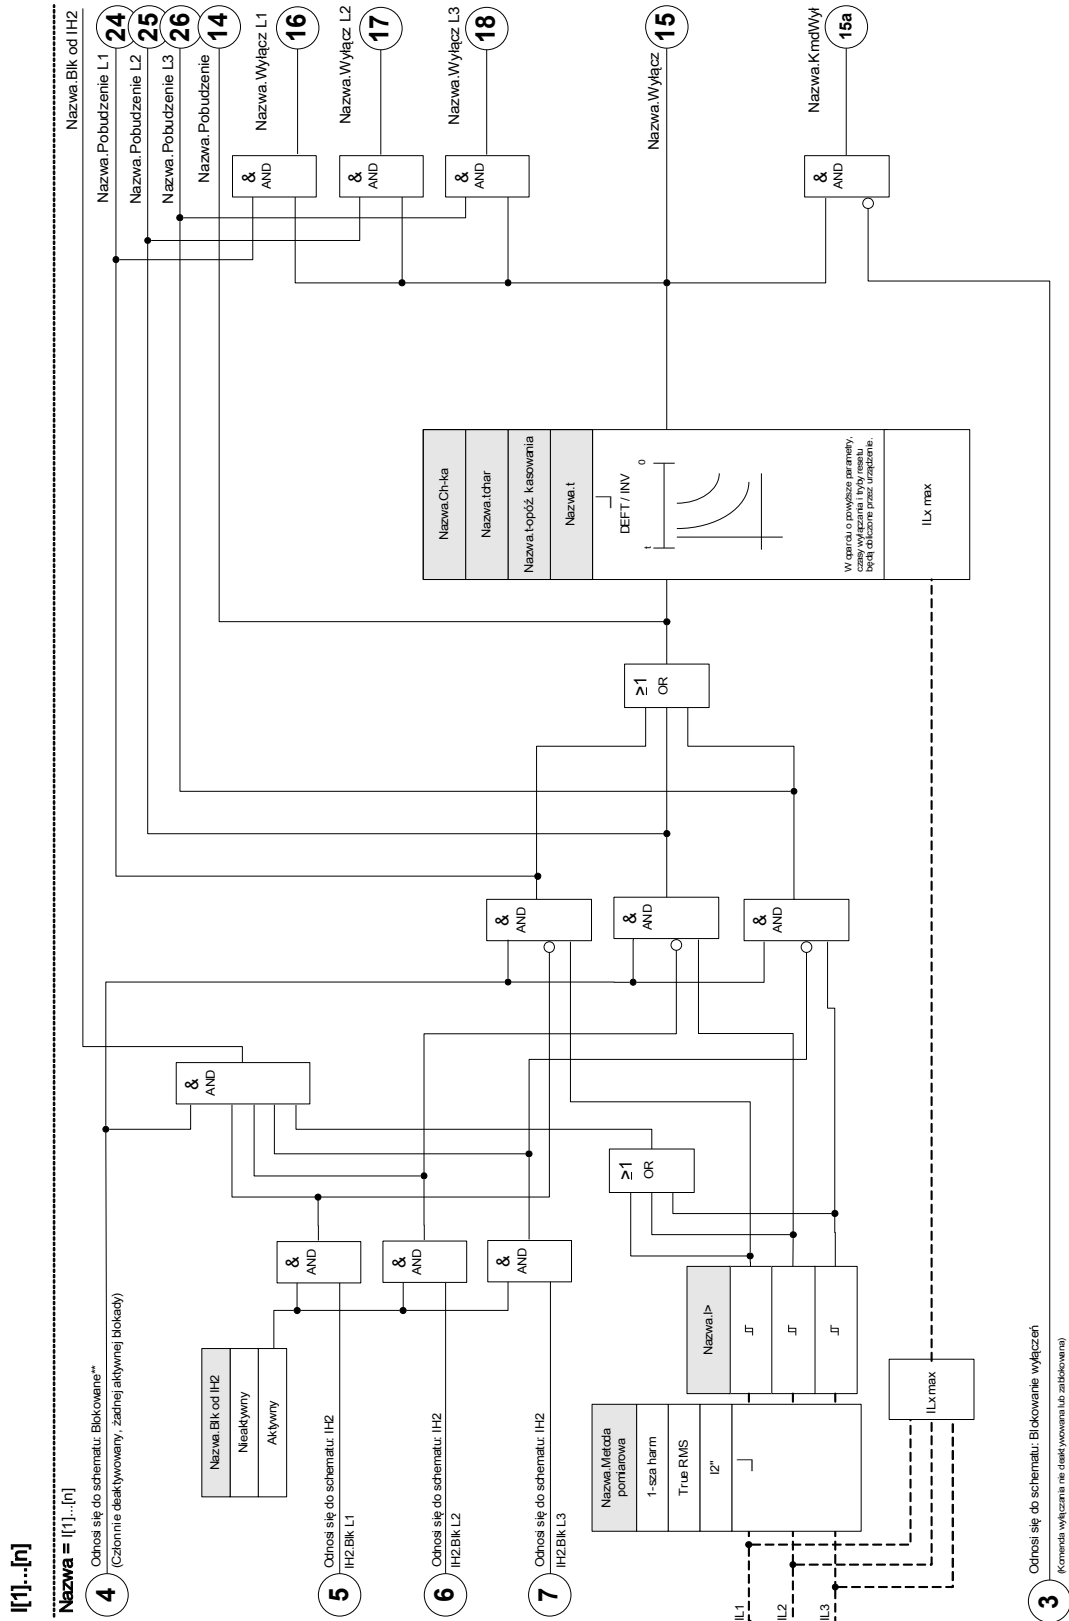 I[1]...[n]
Nazwa = I[1]...[n]
4
Odnosi się do schematu: Blokowane**
(Człon nie deaktywowany, żadnej aktywnej blokady)
Nazwa.Blk od IH2
Nieaktywny
Aktywny
5
Odnosi się do schematu: IH2
IH2.Blk L1
6
Odnosi się do schematu: IH2
IH2.Blk L2
7
Odnosi się do schematu: IH2
IH2.Blk L3
IL1
IL2
IL3
Nazwa.Metoda
pomiarowa
1-sza harm
True RMS
I2"
Nazwa.I>
ILx max
&
AND
&
AND
&
AND
≥1
OR
&
AND
&
AND
&
AND
&
AND
≥1
OR
Nazwa.Ch-ka
Nazwa.tchar
Nazwa.t-opóź. kasowania
Nazwa.t
DEFT / INV
t
0
W oparciu o powyższe parametry,
czasy wyłączania i tryby resetu
będą obliczone przez urządzenie.
ILx max
&
AND
&
AND
&
AND
&
AND
Nazwa.Blk od IH2
Nazwa.Pobudzenie L1
24
Nazwa.Pobudzenie L2
25
Nazwa.Pobudzenie L3
26
Nazwa.Pobudzenie
14
Nazwa.Wyłącz L1
16
Nazwa.Wyłącz L2
17
Nazwa.Wyłącz L3
18
Nazwa.Wyłącz
15
Nazwa.KmdWył
15a
3
Odnosi się do schematu: Blokowanie wyłączeń
(Komenda wyłączania nie deaktywowana lub zablokowana)